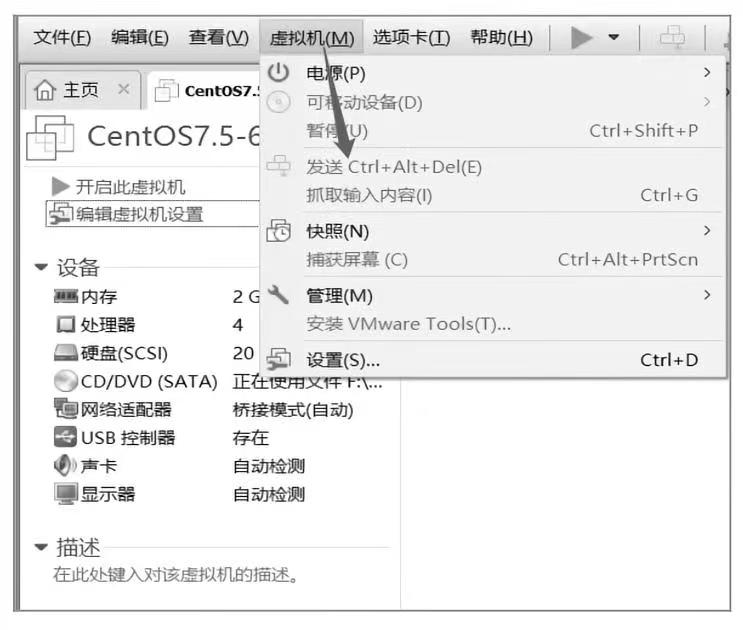 文件(F) 编辑(E) 查看(V) 虚拟机(M) 选项卡(T) 帮助(H)
主页 × CentOS7.5
CentOS7.5-6
开启此虚拟机
编辑虚拟机设置
电源(P)
可移动设备(D)
暂停(U) Ctrl+Shift+P
发送 Ctrl+Alt+Del(E)
抓取输入内容(I) Ctrl+G
快照(N)
捕获屏幕 (C) Ctrl+Alt+PrtScn
管理(M)
安装 VMware Tools(T)...
设置(S)... Ctrl+D
设备
内存 2 G
处理器 4
硬盘(SCSI) 20
CD/DVD (SATA) 正在使用文件 F:\...
网络适配器 桥接模式(自动)
USB 控制器 存在
声卡 自动检测
显示器 自动检测
描述
在此处键入对该虚拟机的描述。